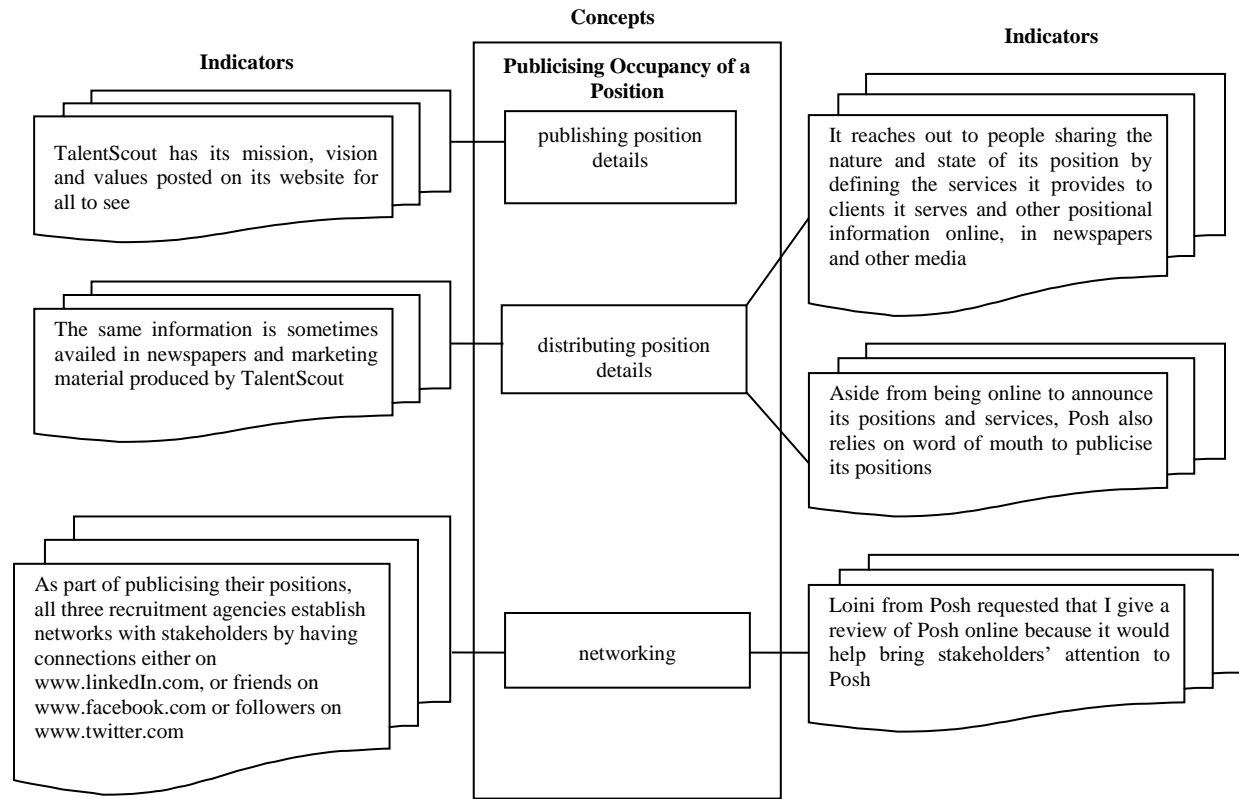 Concepts
Indicators
Indicators
Publicising Occupancy of a
Position
TalentScout has its mission, vision
and values posted on its website for
all to see
publishing position
details
It reaches out to people sharing the
nature and state of its position by
defining the services it provides to
clients it serves and other positional
information online, in newspapers
and other media
The same information is sometimes
availed in newspapers and marketing
material produced by TalentScout
distributing position
details
Aside from being online to announce
its positions and services, Posh also
relies on word of mouth to publicise
its positions
As part of publicising their positions,
all three recruitment agencies establish
networks with stakeholders by having
connections either on
www.linkedIn.com, or friends on
www.facebook.com or followers on
www.twitter.com
networking
Loini from Posh requested that I give a
review of Posh online because it would
help bring stakeholders’ attention to
Posh